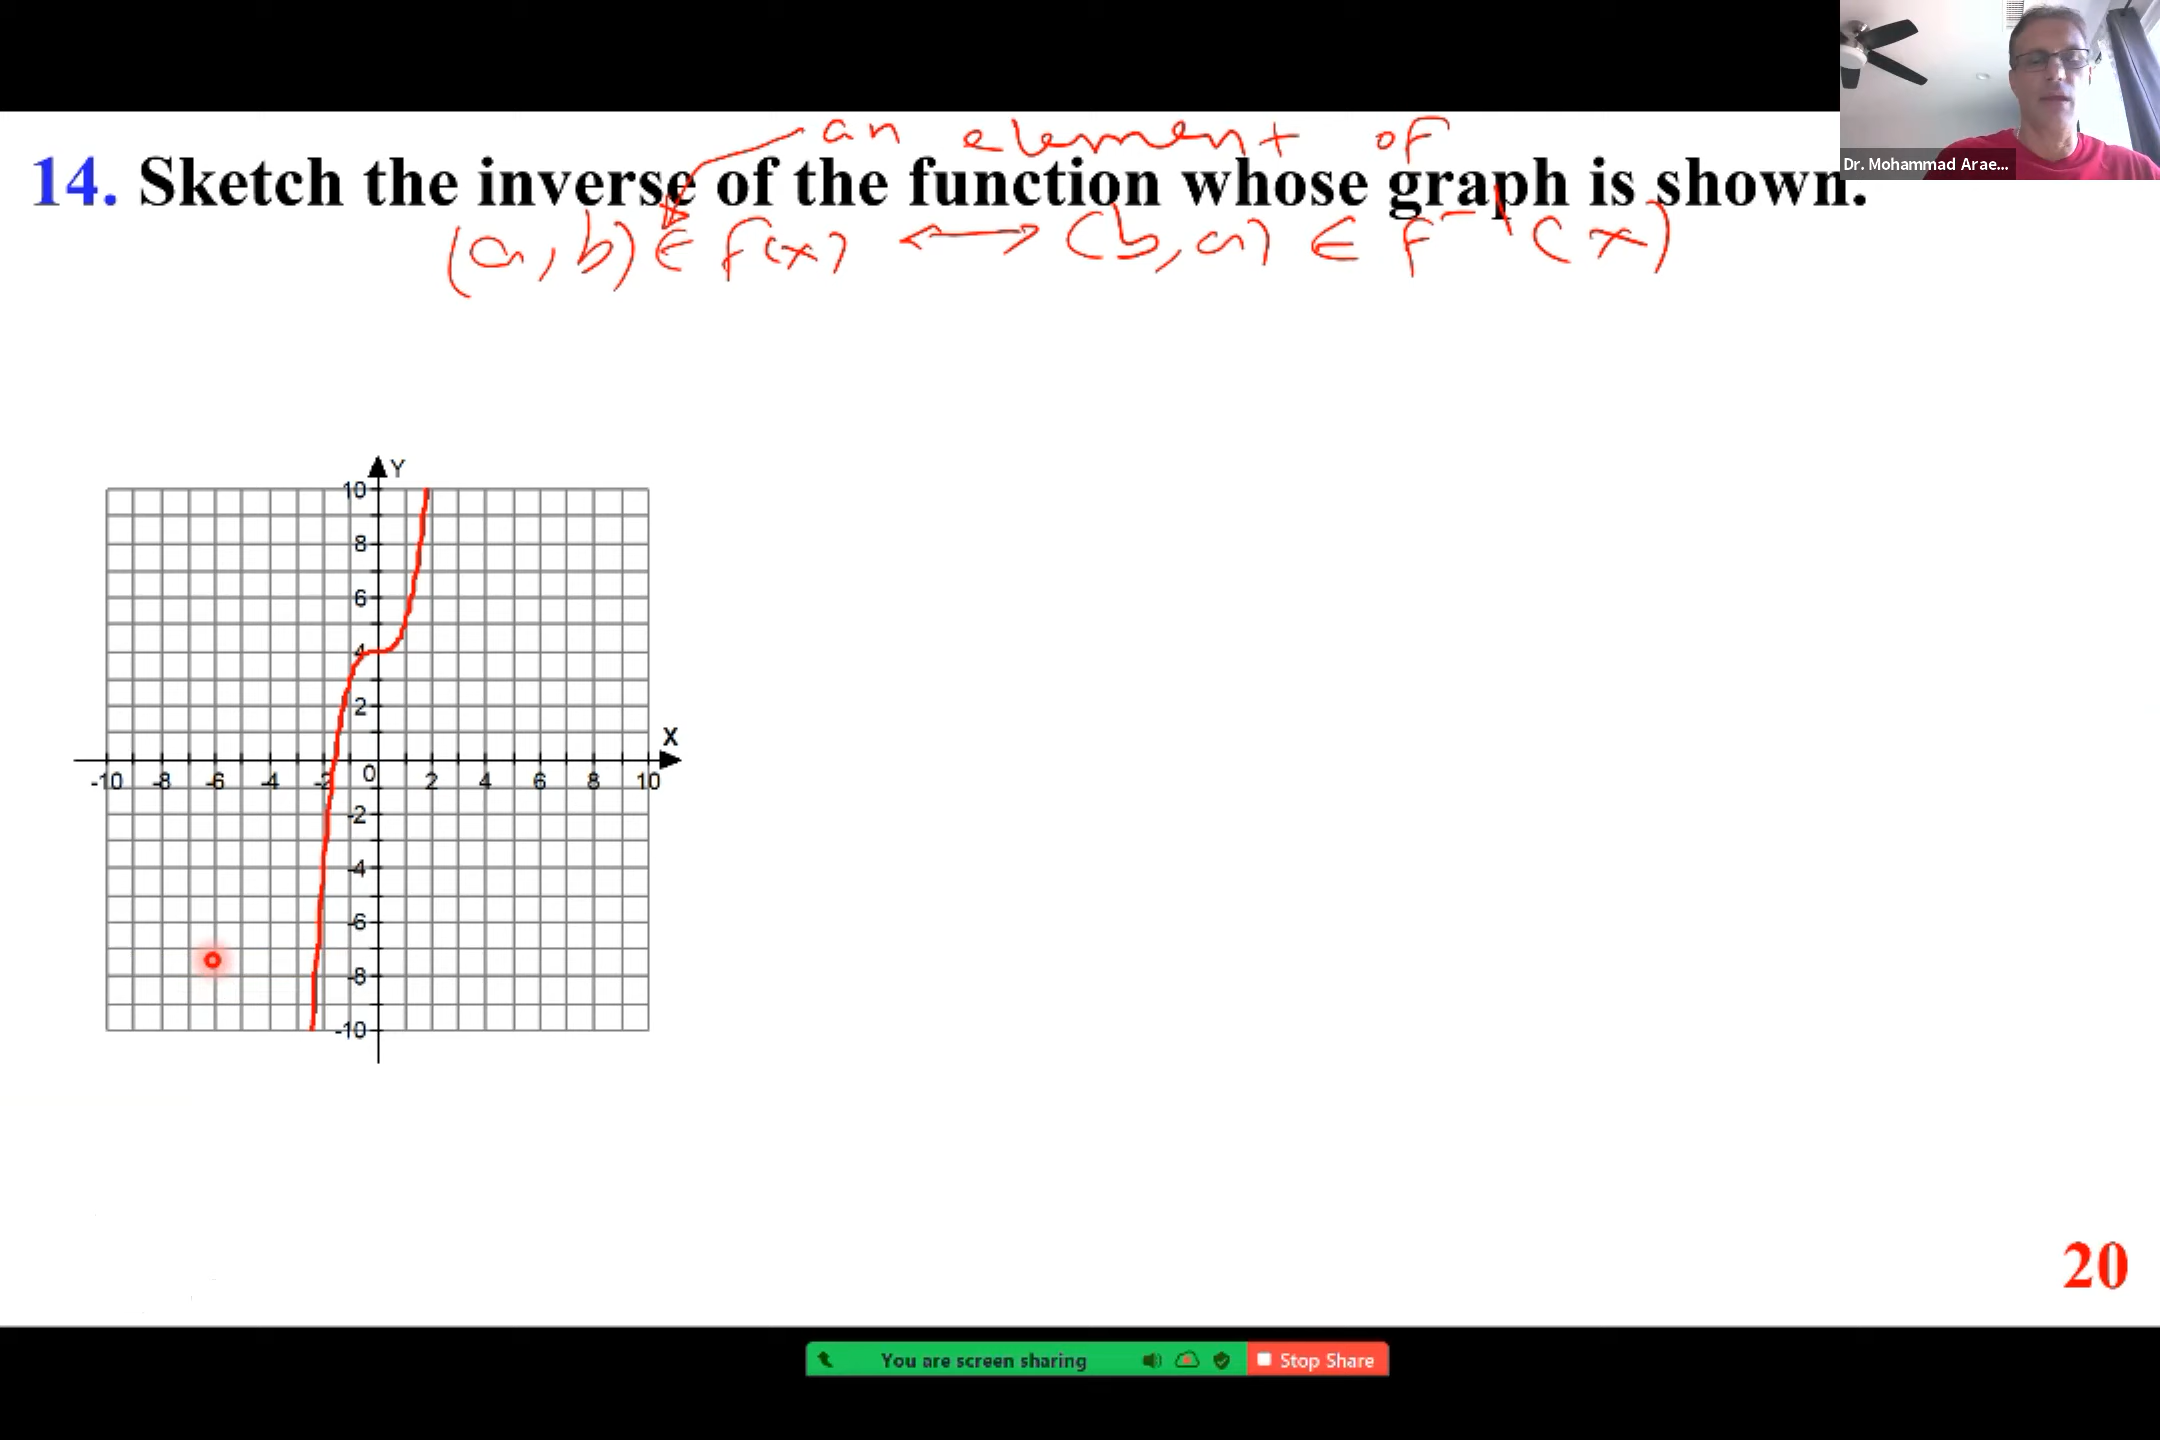 Dr. Mohammad Arae...
an element of
14. Sketch the inverse of the function whose graph is shown.
(a, b) ∈ f(x) ⟷ (b, a) ∈ f⁻¹(x)
Y
10
8
6
4
2
X
-10 -8 -6 -4 -2 0 2 4 6 8 10
-2
-4
-6
-8
-10
20
You are screen sharing Stop Share